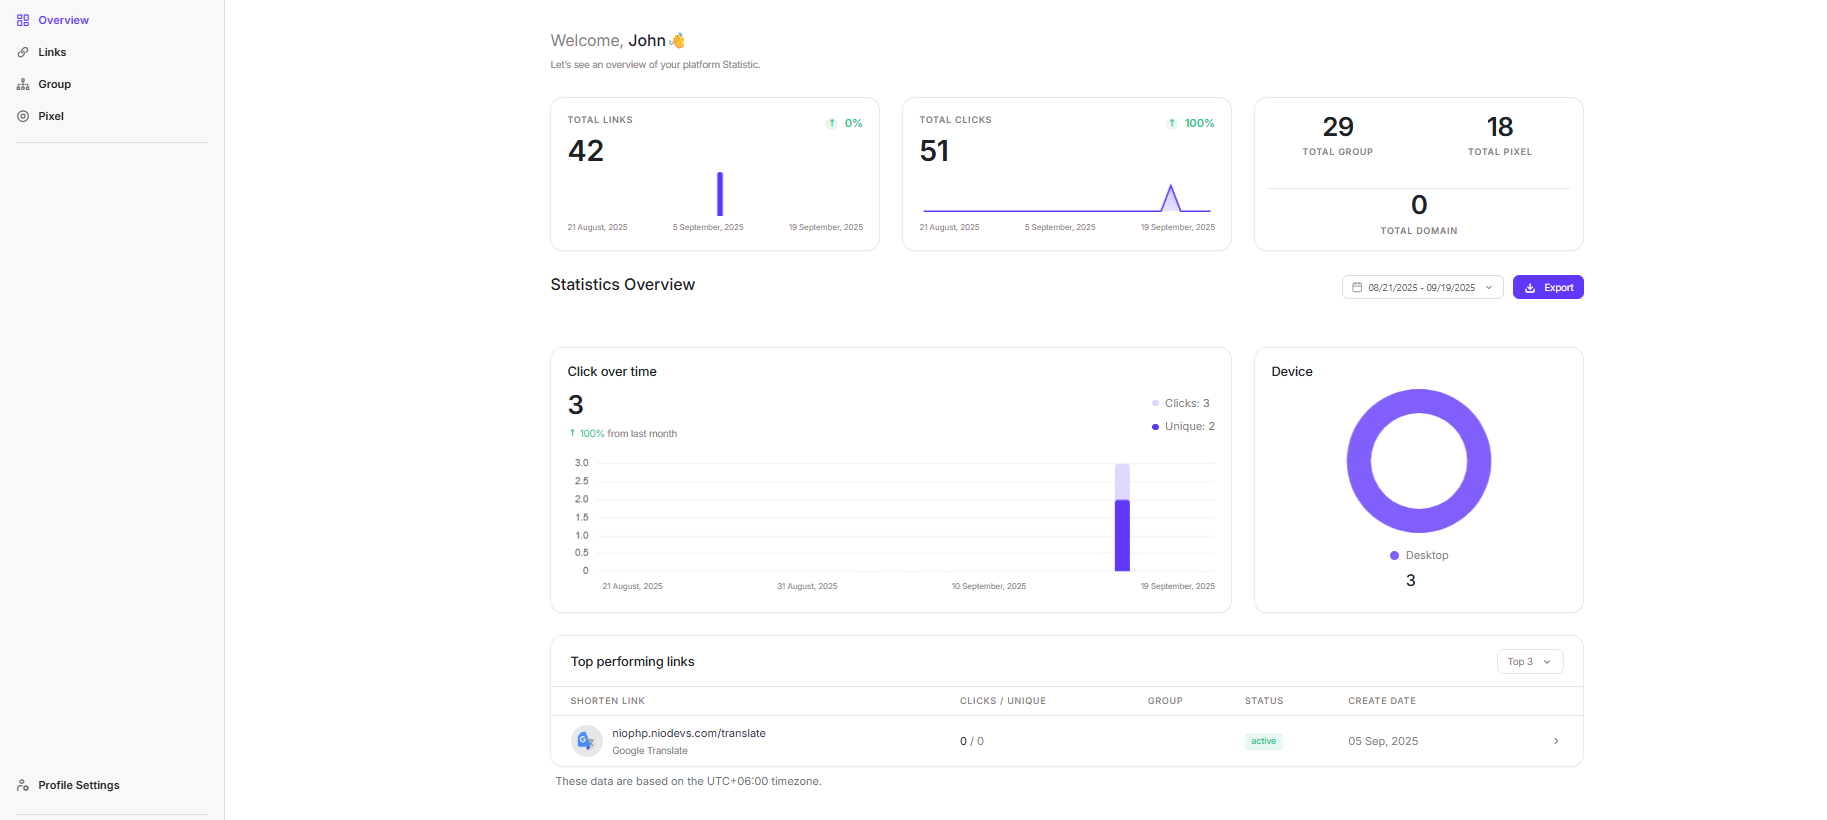 Overview
Links
Group
Pixel
Profile Settings
Welcome, John 👋
Let's see an overview of your platform Statistic.
TOTAL LINKS
↑ 0%
42
21 August, 2025
5 September, 2025
19 September, 2025
TOTAL CLICKS
↑ 100%
51
21 August, 2025
5 September, 2025
19 September, 2025
29
TOTAL GROUP
18
TOTAL PIXEL
0
TOTAL DOMAIN
Statistics Overview
08/21/2025 - 09/19/2025
Export
Click over time
3
↑ 100% from last month
Clicks: 3
Unique: 2
3.0
2.5
2.0
1.5
1.0
0.5
0
21 August, 2025
31 August, 2025
10 September, 2025
19 September, 2025
Device
Desktop
3
Top performing links
Top 3
SHORTEN LINK
CLICKS / UNIQUE
GROUP
STATUS
CREATE DATE
niophp.niodevs.com/translate
Google Translate
0 / 0
active
05 Sep, 2025
These data are based on the UTC+06:00 timezone.